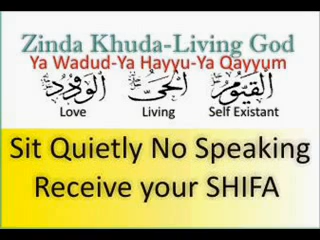 Zinda Khuda-Living God
Ya Wadud-Ya Hayyu-Ya Qayyum
الودود الحي القيوم
Love Living Self Existant
Sit Quietly No Speaking
Receive your SHIFA